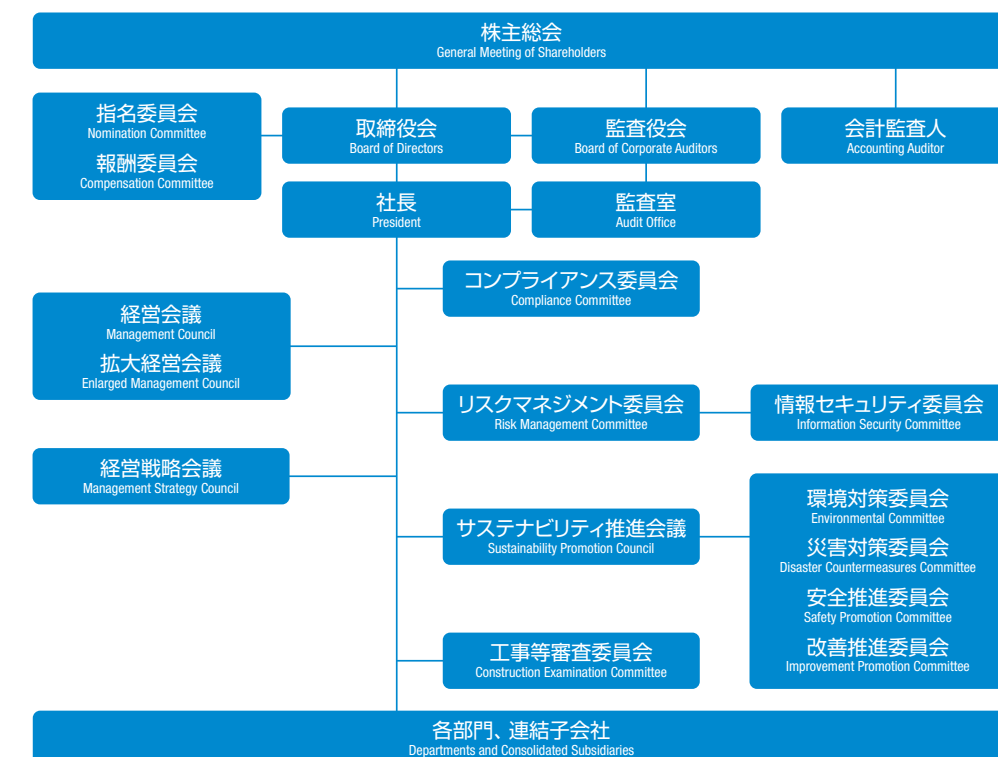 株主総会
General Meeting of Shareholders
指名委員会
Nomination Committee
報酬委員会
Compensation Committee
取締役会
Board of Directors
監査役会
Board of Corporate Auditors
会計監査人
Accounting Auditor
社長
President
監査室
Audit Office
コンプライアンス委員会
Compliance Committee
経営会議
Management Council
拡大経営会議
Enlarged Management Council
リスクマネジメント委員会
Risk Management Committee
情報セキュリティ委員会
Information Security Committee
経営戦略会議
Management Strategy Council
サステナビリティ推進会議
Sustainability Promotion Council
環境対策委員会
Environmental Committee
災害対策委員会
Disaster Countermeasures Committee
安全推進委員会
Safety Promotion Committee
改善推進委員会
Improvement Promotion Committee
工事等審査委員会
Construction Examination Committee
各部門、連結子会社
Departments and Consolidated Subsidiaries